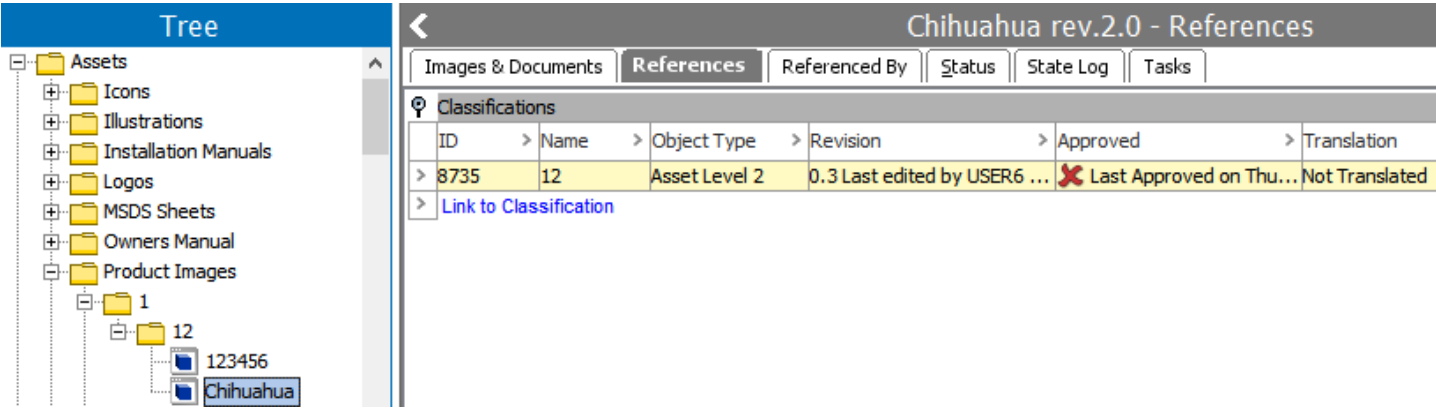 Tree
Assets
Icons
Illustrations
Installation Manuals
Logos
MSDS Sheets
Owners Manual
Product Images
1
12
123456
Chihuahua
Chihuahua rev.2.0 - References
Images & Documents References Referenced By Status State Log Tasks
Classifications
ID > Name > Object Type > Revision > Approved > Translation
> 8735 12 Asset Level 2 0.3 Last edited by USER6 ... Last Approved on Thu... Not Translated
> Link to Classification